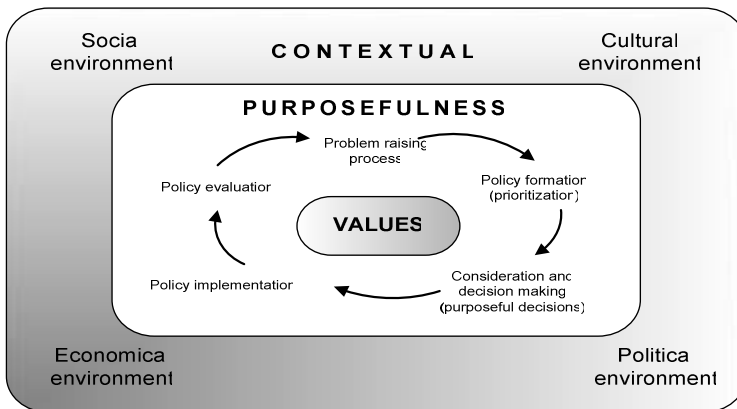 Socia
environment
CONTEXTUAL
Cultural
environment
PURPOSEFULNESS
Problem raising
process
Policy formation
(prioritization)
Consideration and
decision making
(purposeful decisions)
Policy implementation
Policy evaluation
VALUES
Economica
environment
Politica
environment